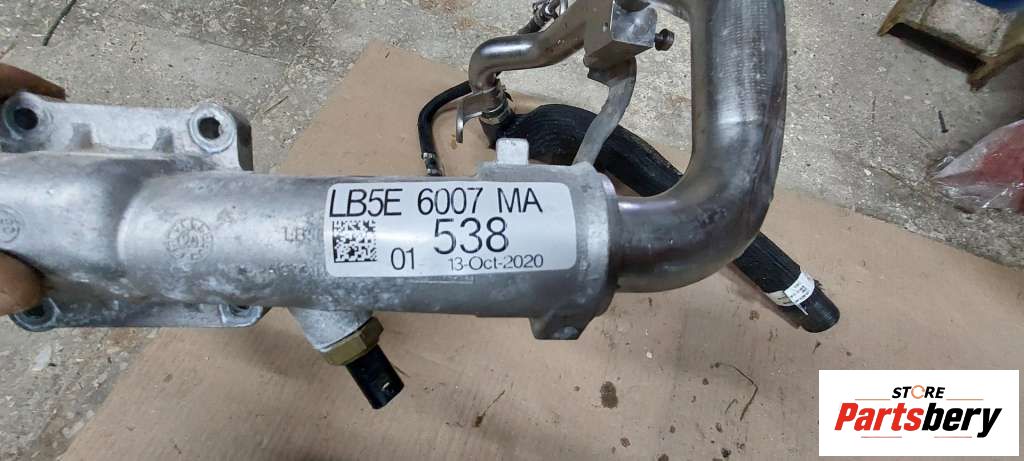 LB5E 6007 MA
538
01 13-Oct-2020
STORE
Partsbery